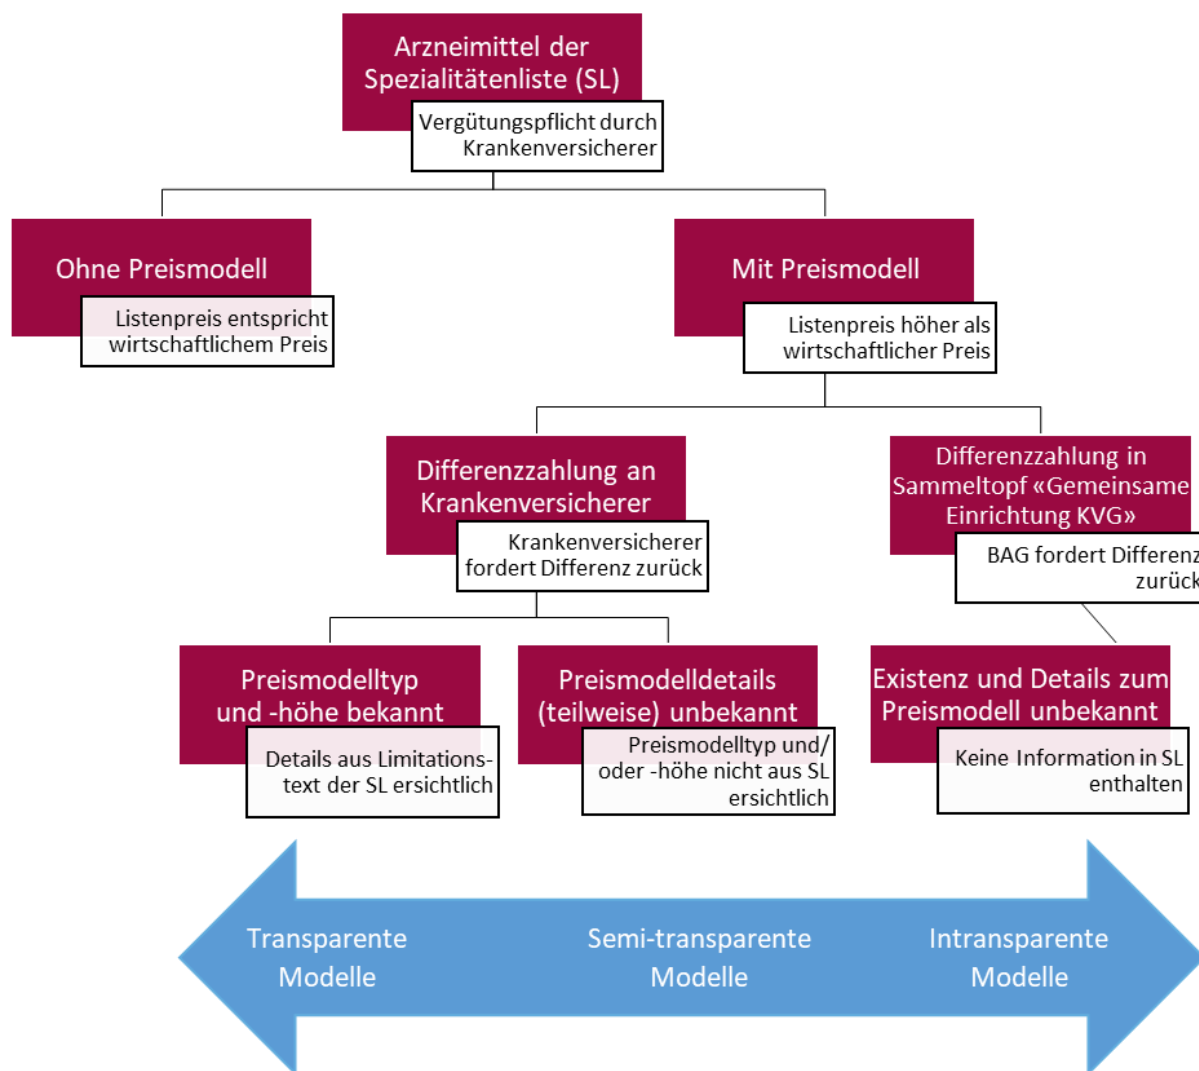 Arzneimittel der
Spezialitätenliste (SL)
Vergütungspflicht durch
Krankenversicherer
Ohne Preismodell
Listenpreis entspricht
wirtschaftlichem Preis
Mit Preismodell
Listenpreis höher als
wirtschaftlicher Preis
Differenzzahlung an
Krankenversicherer
Krankenversicherer
fordert Differenz zurück
Differenzzahlung in
Sammeltopf «Gemeinsame
Einrichtung KVG»
BAG fordert Differenz
zurück
Preismodelltyp
und -höhe bekannt
Details aus Limitations-
text der SL ersichtlich
Preismodelldetails
(teilweise) unbekannt
Preismodelltyp und/
oder -höhe nicht aus SL
ersichtlich
Existenz und Details zum
Preismodell unbekannt
Keine Information in SL
enthalten
Transparente
Modelle
Semi-transparente
Modelle
Intransparente
Modelle